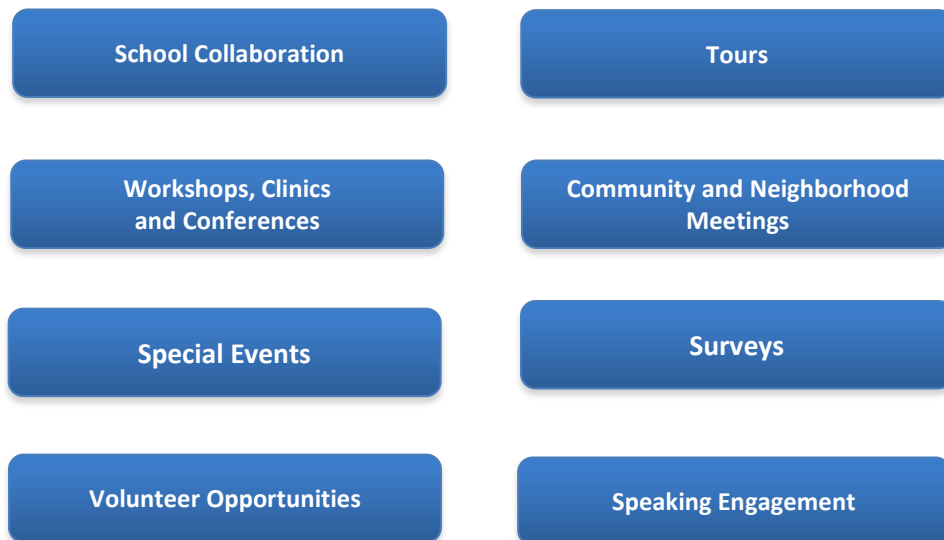 School Collaboration
Tours
Workshops, Clinics
and Conferences
Community and Neighborhood
Meetings
Special Events
Surveys
Volunteer Opportunities
Speaking Engagement